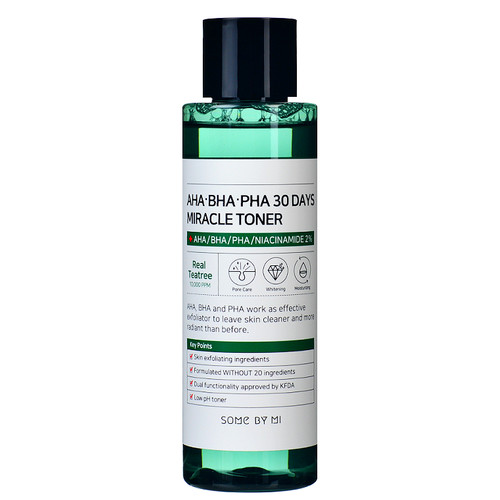 AHA·BHA·PHA 30 DAYS
MIRACLE TONER
AHA/BHA/PHA/NIACINAMIDE 2%
Real
Teatree
10,000 PPM
Pore Care
Whitening
Moisturizing
AHA, BHA and PHA work as effective
exfoliator to leave skin cleaner and more
radiant than before.
Key Points
Skin exfoliating ingredients
Formulated WITHOUT 20 ingredients
Dual functionality approved by KFDA
Low pH toner
SOME BY MI